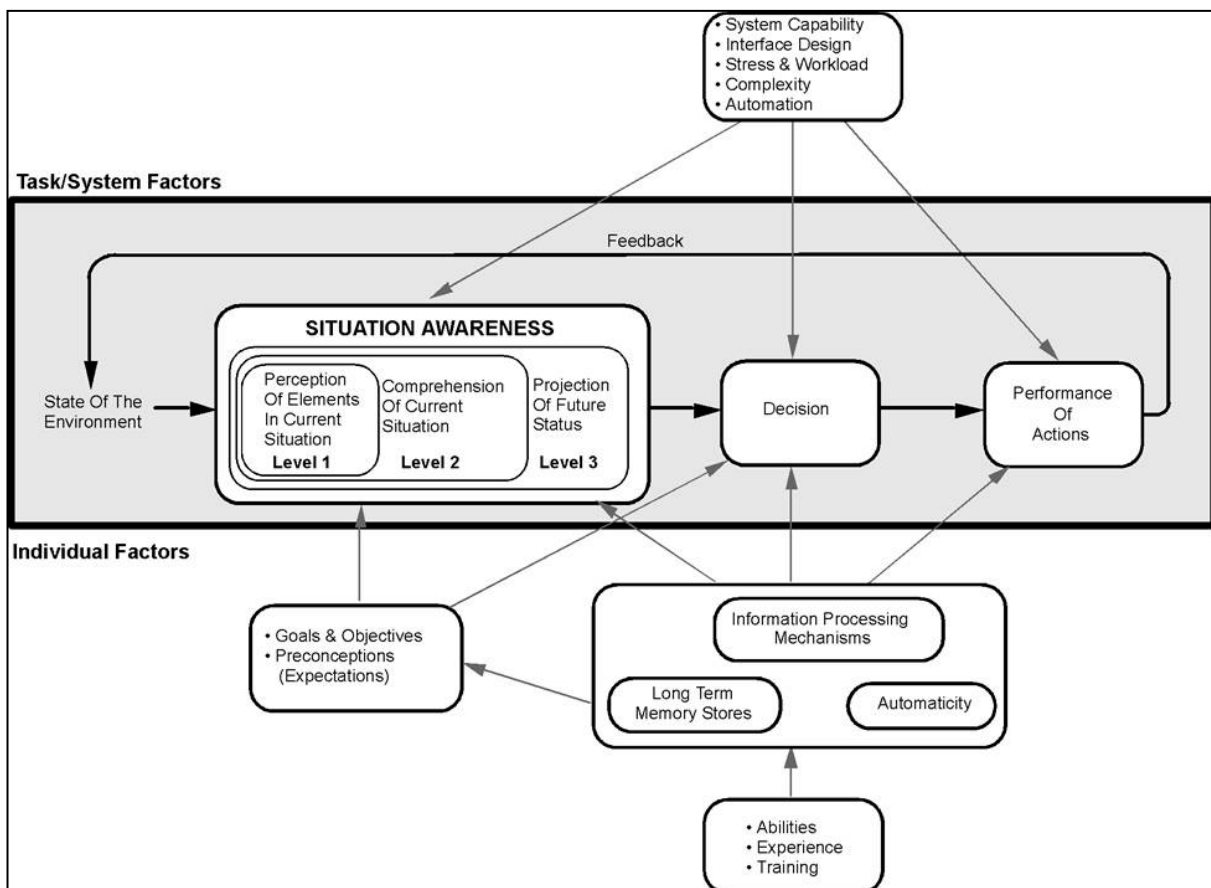 • System Capability
• Interface Design
• Stress & Workload
• Complexity
• Automation
Task/System Factors
Feedback
SITUATION AWARENESS
State Of The
Environment
Perception
Of Elements
In Current
Situation
Level 1
Comprehension
Of Current
Situation
Level 2
Projection
Of Future
Status
Level 3
Decision
Performance
Of
Actions
Individual Factors
• Goals & Objectives
• Preconceptions
(Expectations)
Information Processing
Mechanisms
Long Term
Memory Stores
Automaticity
• Abilities
• Experience
• Training